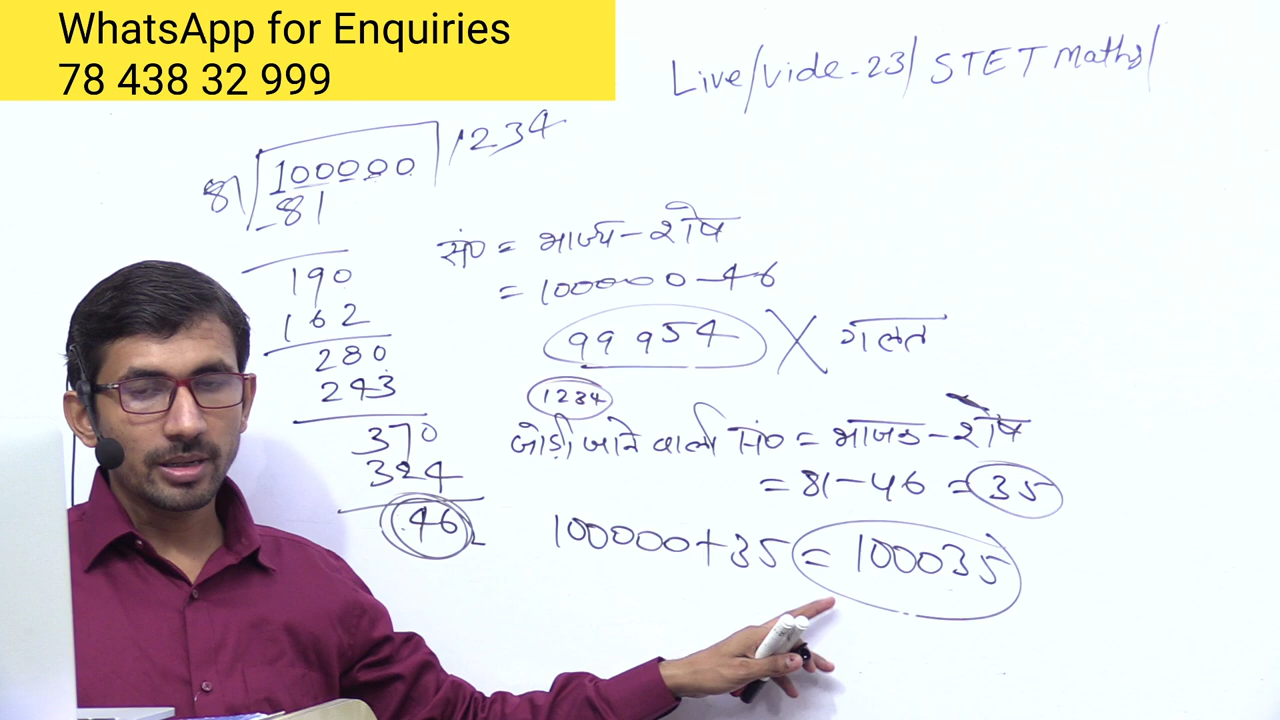 WhatsApp for Enquiries
78 438 32 999
Live/Vide-23/ STET Maths/
81 100000 1234
81
190
162
280
243
370
324
46
सं० = भाज्य - शेष
= 100000 - 46
99954 X गलत
1234
जोड़ी जाने वाली सं० = भाजक - शेष
= 81 - 46 = 35
100000 + 35 = 100035